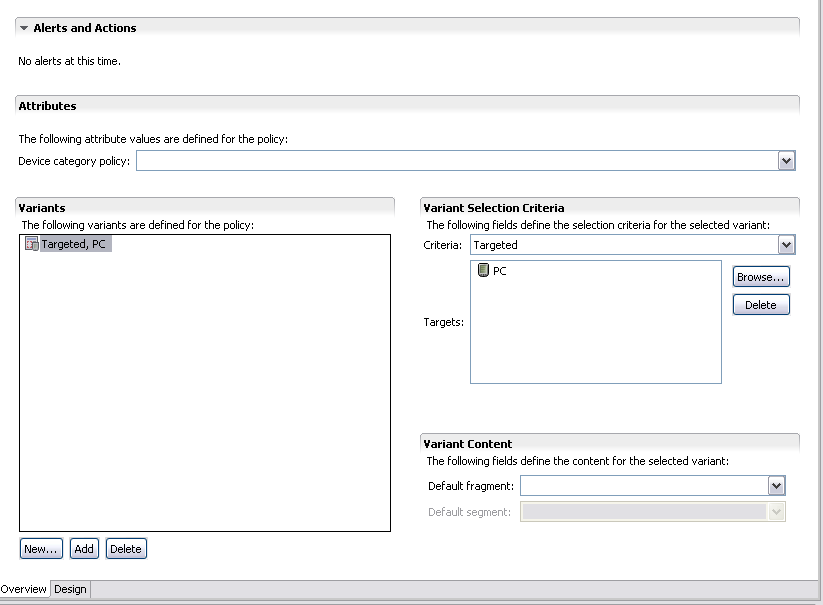 Alerts and Actions
No alerts at this time.
Attributes
The following attribute values are defined for the policy:
Device category policy:
Variants
The following variants are defined for the policy:
Targeted, PC
New... Add Delete
Variant Selection Criteria
The following fields define the selection criteria for the selected variant:
Criteria: Targeted
PC
Browse...
Delete
Targets:
Variant Content
The following fields define the content for the selected variant:
Default fragment:
Default segment:
Overview Design